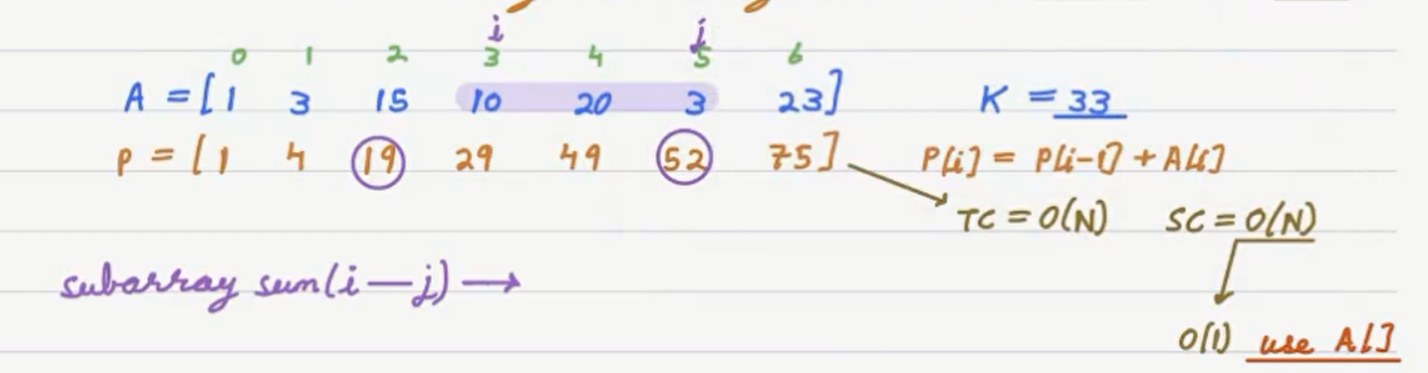 i j
0 1 2 3 4 5 6
A = [1 3 15 10 20 3 23] K = 33
P = [1 4 19 29 49 52 75] P[i] = P[i-1] + A[i]
TC = O(N) SC = O(N)
subarray sum(i-j) →
O(1) use A[]